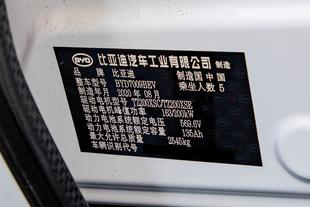 BYD 比亚迪汽车工业有限公司 制造
品牌 比亚迪 制造国 中国
整车型号 BYD7009BEV 乘坐人数 5
制造年月 2020年08月
驱动电机型号 TZ200XSC/TZ200XSE
驱动电机峰值功率 163/200kW
动力电池系统额定电压 569.6V
动力电池系统额定容量 135Ah
最大允许总质量 2545kg
车辆识别代号